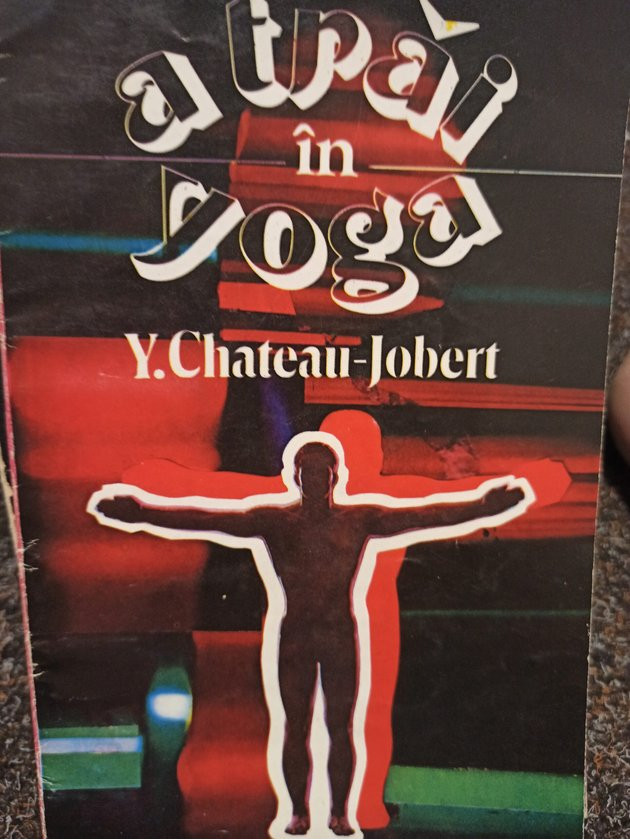 a trăi
în
yoga
Y.Chateau-Jobert